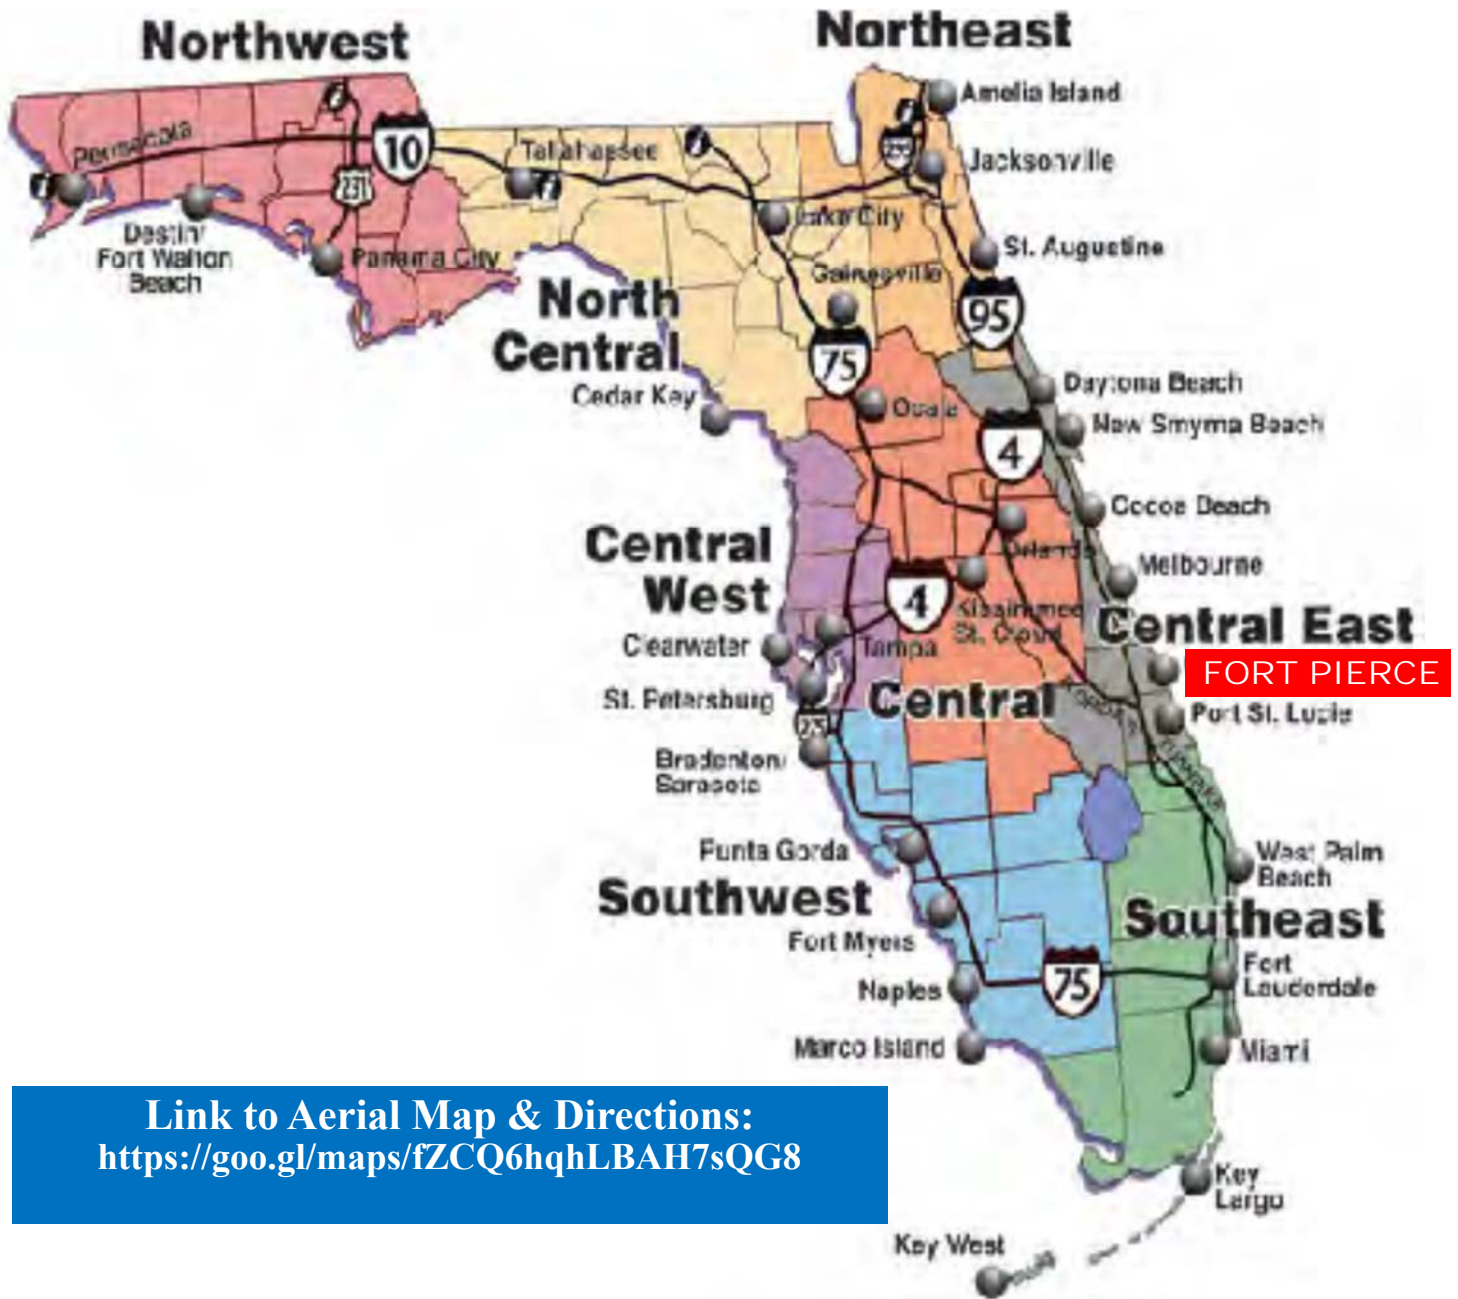 Northwest
Northeast
Amelia Island
Pensacola
10
Tallahassee
295
Jacksonville
231
Lake City
St. Augustine
Destin/
Fort Walton
Beach
Panama City
Gainesville
North
Central
95
75
Cedar Key
Ocala
Daytona Beach
4
New Smyrna Beach
Cocoa Beach
Orlando
Central
West
Melbourne
4
Kissimmee
St. Cloud
Central East
Clearwater
Tampa
FORT PIERCE
St. Petersburg
Central
Port St. Lucie
275
Bradenton/
Sarasota
Punta Gorda
West Palm
Beach
Southwest
Southeast
Fort Myers
Fort
Lauderdale
Naples
75
Marco Island
Miami
Link to Aerial Map & Directions:
https://goo.gl/maps/fZCQ6hqhLBAH7sQG8
Key
Largo
Key West